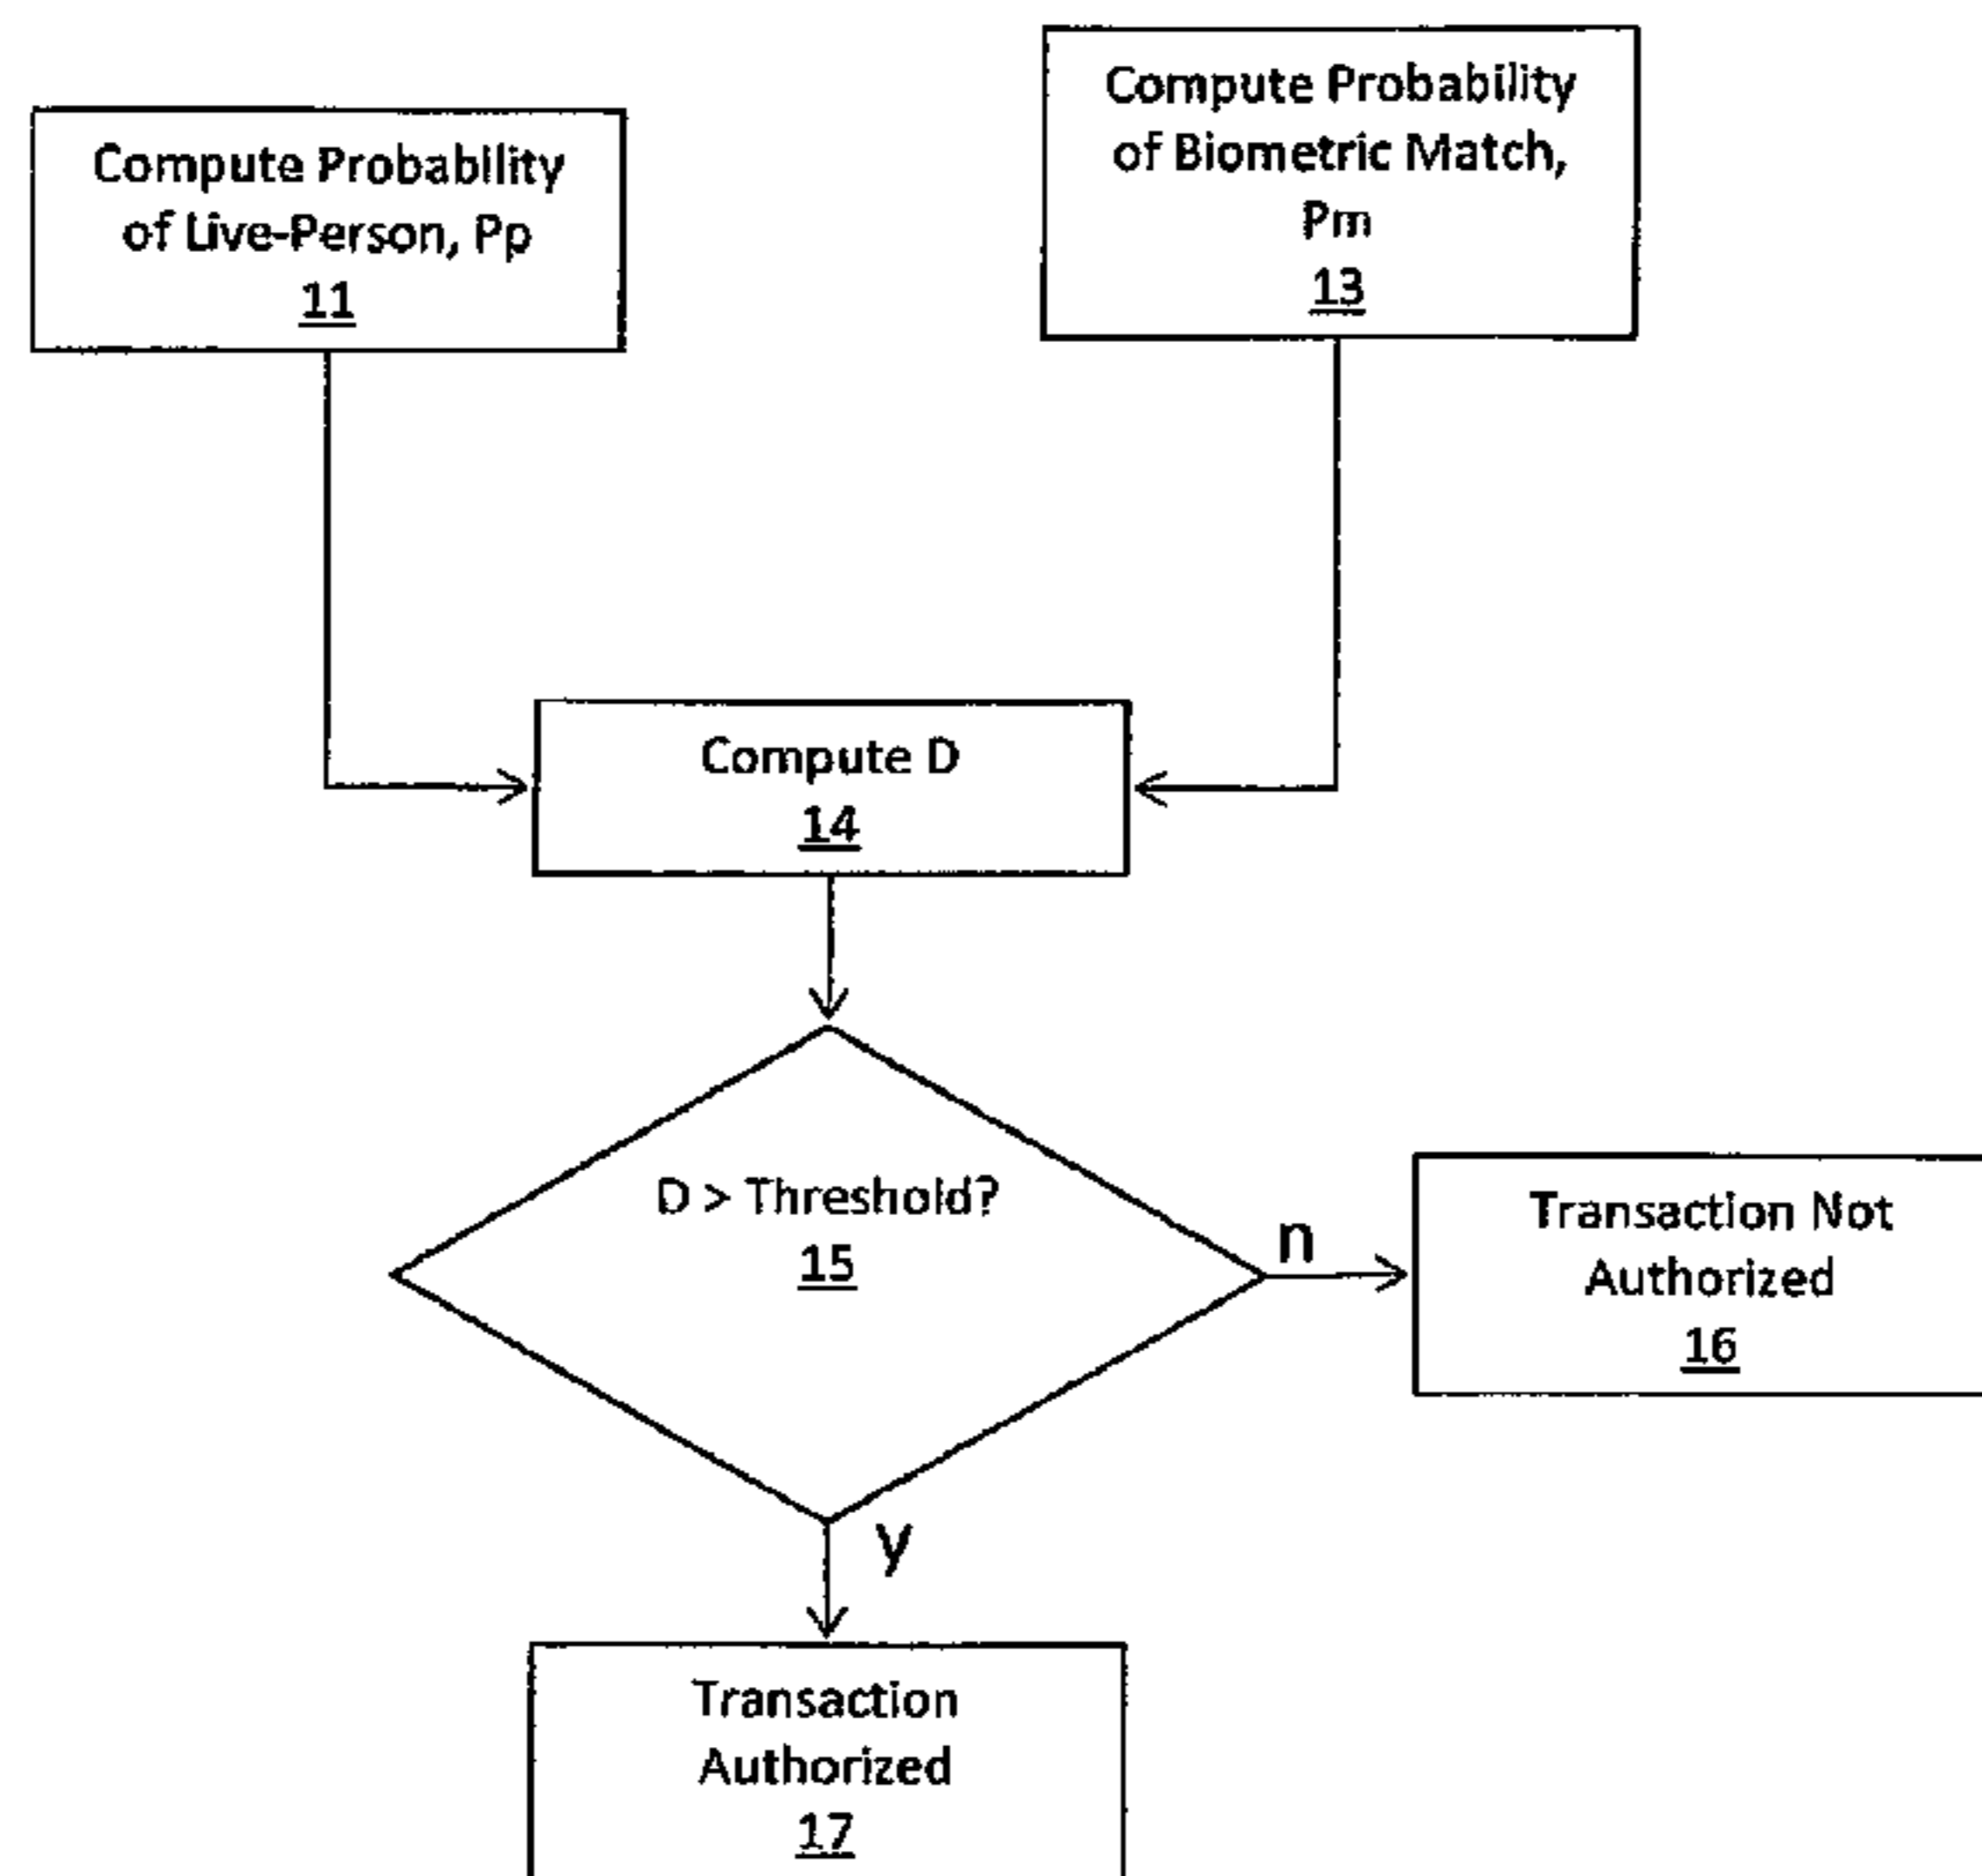 Compute Probability
of Live-Person, Pp
11
Compute Probability
of Biometric Match,
Pm
13
Compute D
14
D > Threshold?
15
n
Transaction Not
Authorized
16
y
Transaction
Authorized
17